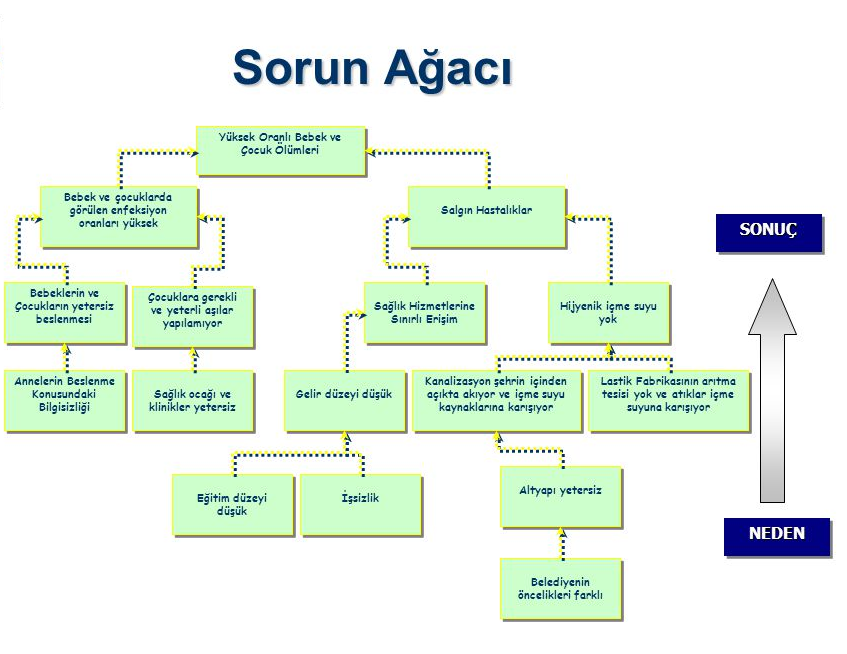 Sorun Ağacı
Yüksek Oranlı Bebek ve
Çocuk Ölümleri
Bebek ve çocuklarda
görülen enfeksiyon
oranları yüksek
Salgın Hastalıklar
SONUÇ
Bebeklerin ve
Çocukların yetersiz
beslenmesi
Çocuklara gerekli
ve yeterli aşılar
yapılamıyor
Sağlık Hizmetlerine
Sınırlı Erişim
Hijyenik içme suyu
yok
Annelerin Beslenme
Konusundaki
Bilgisizliği
Sağlık ocağı ve
klinikler yetersiz
Gelir düzeyi düşük
Kanalizasyon şehrin içinden
açıkta akıyor ve içme suyu
kaynaklarına karışıyor
Lastik Fabrikasının arıtma
tesisi yok ve atıklar içme
suyuna karışıyor
Eğitim düzeyi
düşük
İşsizlik
Altyapı yetersiz
NEDEN
Belediyenin
öncelikleri farklı